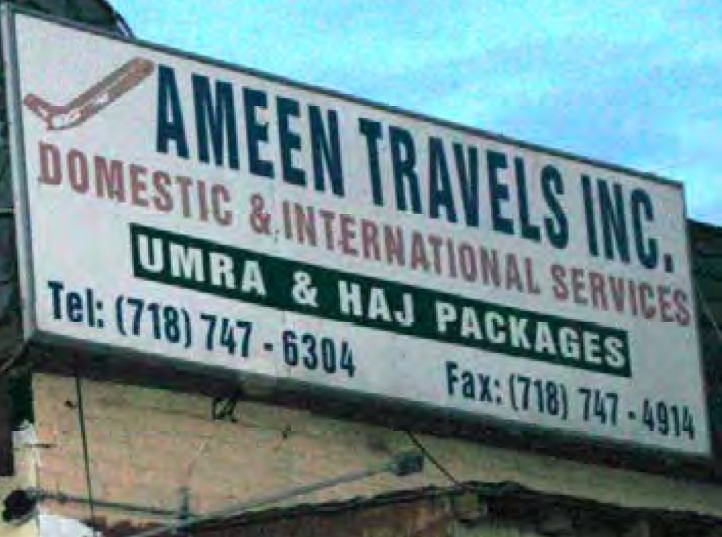 AMEEN TRAVELS INC.
DOMESTIC & INTERNATIONAL SERVICES
UMRA & HAJ PACKAGES
Tel: (718) 747 - 6304
Fax: (718) 747 - 4914